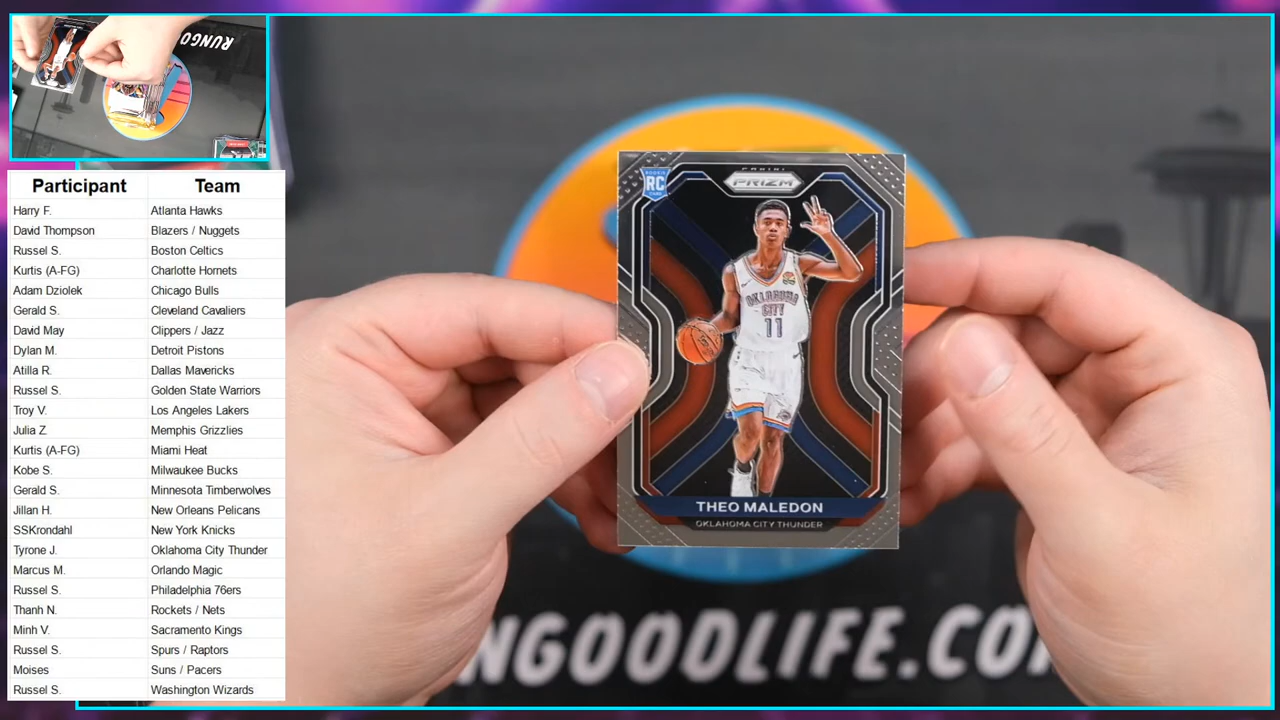 RUNGOOD
Participant Team
Harry F. Atlanta Hawks
David Thompson Blazers / Nuggets
Russel S. Boston Celtics
Kurtis (A-FG) Charlotte Hornets
Adam Dziolek Chicago Bulls
Gerald S. Cleveland Cavaliers
David May Clippers / Jazz
Dylan M. Detroit Pistons
Atilla R. Dallas Mavericks
Russel S. Golden State Warriors
Troy V. Los Angeles Lakers
Julia Z. Memphis Grizzlies
Kurtis (A-FG) Miami Heat
Kobe S. Milwaukee Bucks
Gerald S. Minnesota Timberwolves
Jillan H. New Orleans Pelicans
SSKrondahl New York Knicks
Tyrone J. Oklahoma City Thunder
Marcus M. Orlando Magic
Russel S. Philadelphia 76ers
Thanh N. Rockets / Nets
Minh V. Sacramento Kings
Russel S. Spurs / Raptors
Moises Suns / Pacers
Russel S. Washington Wizards
PANINI
PRIZM
ROOKIE
RC
OKLAHOMA
CITY
11
THEO MALEDON
OKLAHOMA CITY THUNDER
NGOODLIFE.CO